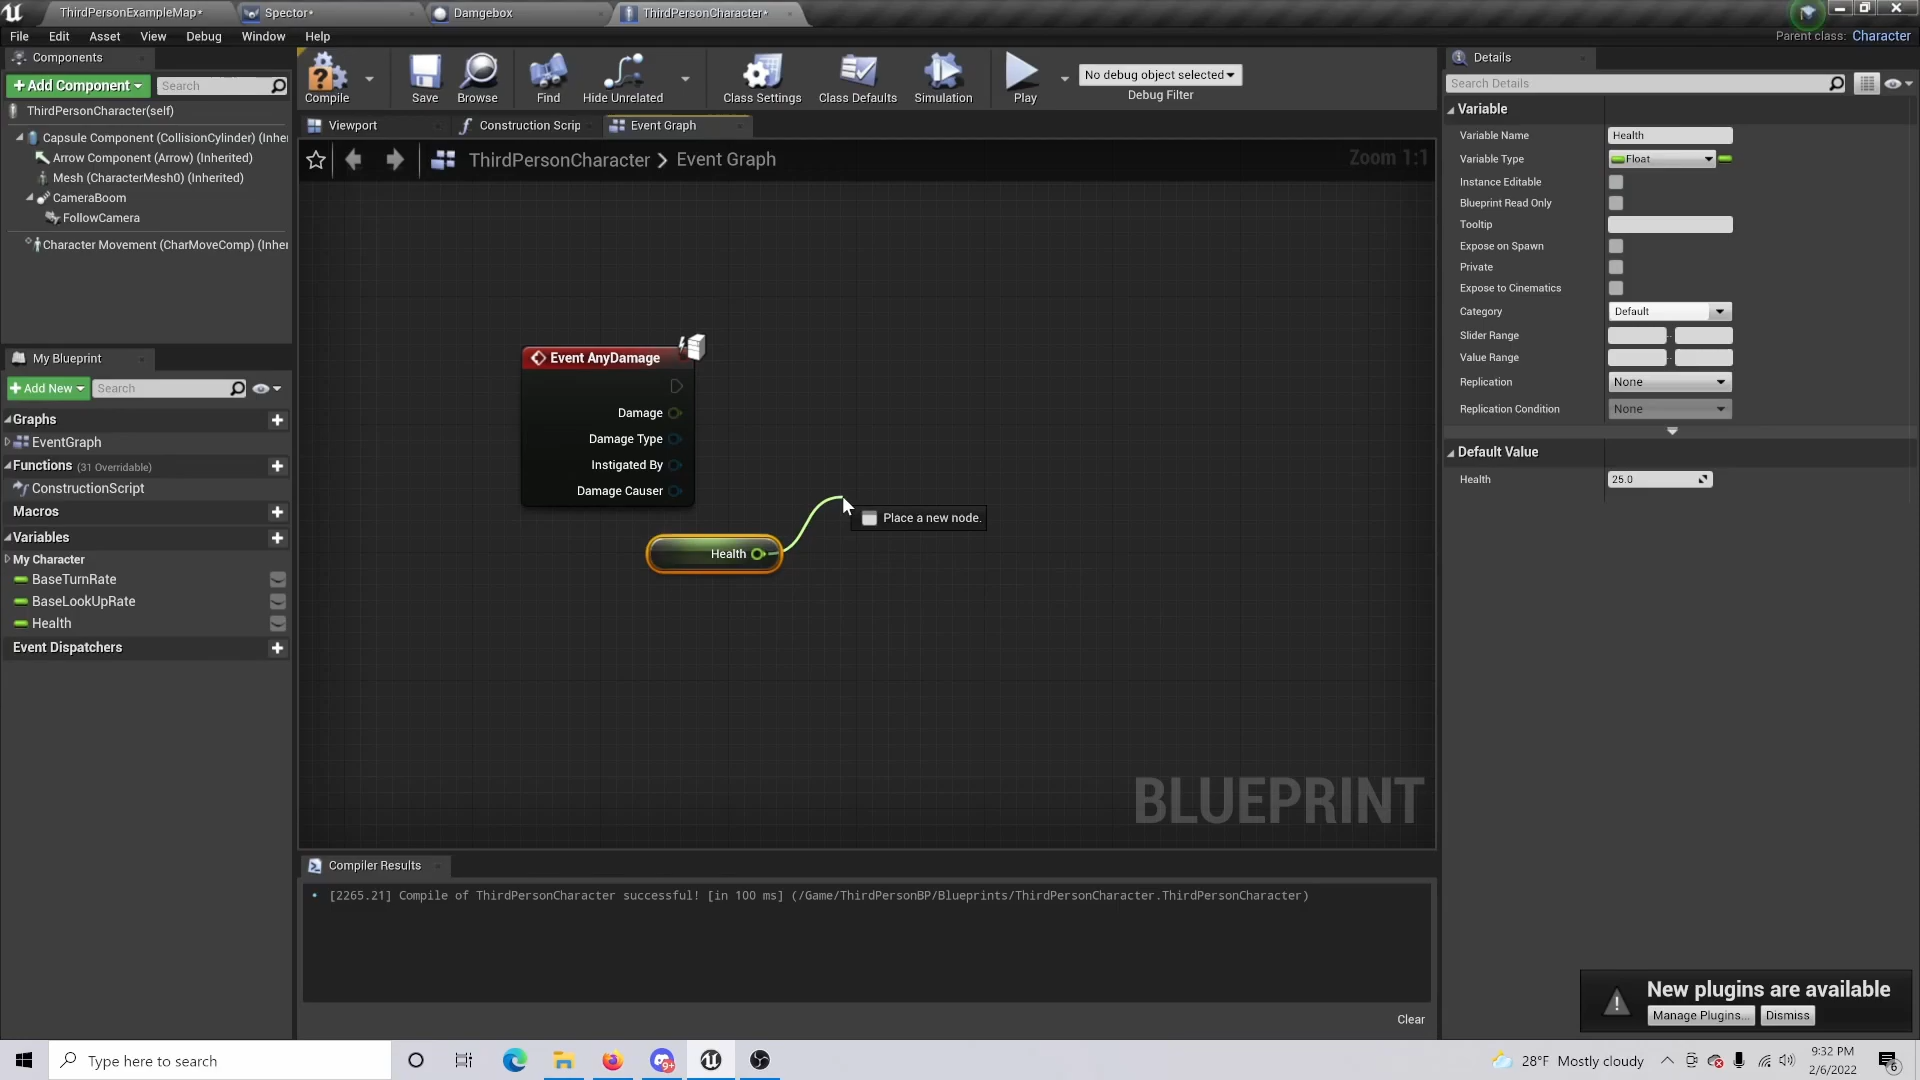 ThirdPersonExampleMap*
Spector*
Damgebox
ThirdPersonCharacter*
File Edit Asset View Debug Window Help
Parent class: Character
Components
+Add Component
Search
ThirdPersonCharacter(self)
Capsule Component (CollisionCylinder) (Inhe
Arrow Component (Arrow) (Inherited)
Mesh (CharacterMesh0) (Inherited)
CameraBoom
FollowCamera
Character Movement (CharMoveComp) (Inhe
Compile
Save
Browse
Find
Hide Unrelated
Class Settings
Class Defaults
Simulation
Play
No debug object selected
Debug Filter
Viewport
Construction Scrip
Event Graph
ThirdPersonCharacter > Event Graph
Zoom 1:1
Event AnyDamage
Damage
Damage Type
Instigated By
Damage Causer
Health
Place a new node.
BLUEPRINT
My Blueprint
+Add New
Search
Graphs
EventGraph
Functions (31 Overridable)
ConstructionScript
Macros
Variables
My Character
BaseTurnRate
BaseLookUpRate
Health
Event Dispatchers
Compiler Results
• [2265.21] Compile of ThirdPersonCharacter successful! [in 100 ms] (/Game/ThirdPersonBP/Blueprints/ThirdPersonCharacter.ThirdPersonCharacter)
Clear
Details
Search Details
Variable
Variable Name Health
Variable Type Float
Instance Editable
Blueprint Read Only
Tooltip
Expose on Spawn
Private
Expose to Cinematics
Category Default
Slider Range
Value Range
Replication None
Replication Condition None
Default Value
Health 25.0
New plugins are available
Manage Plugins...
Dismiss
Type here to search
9+
28°F Mostly cloudy
9:32 PM
2/6/2022
6